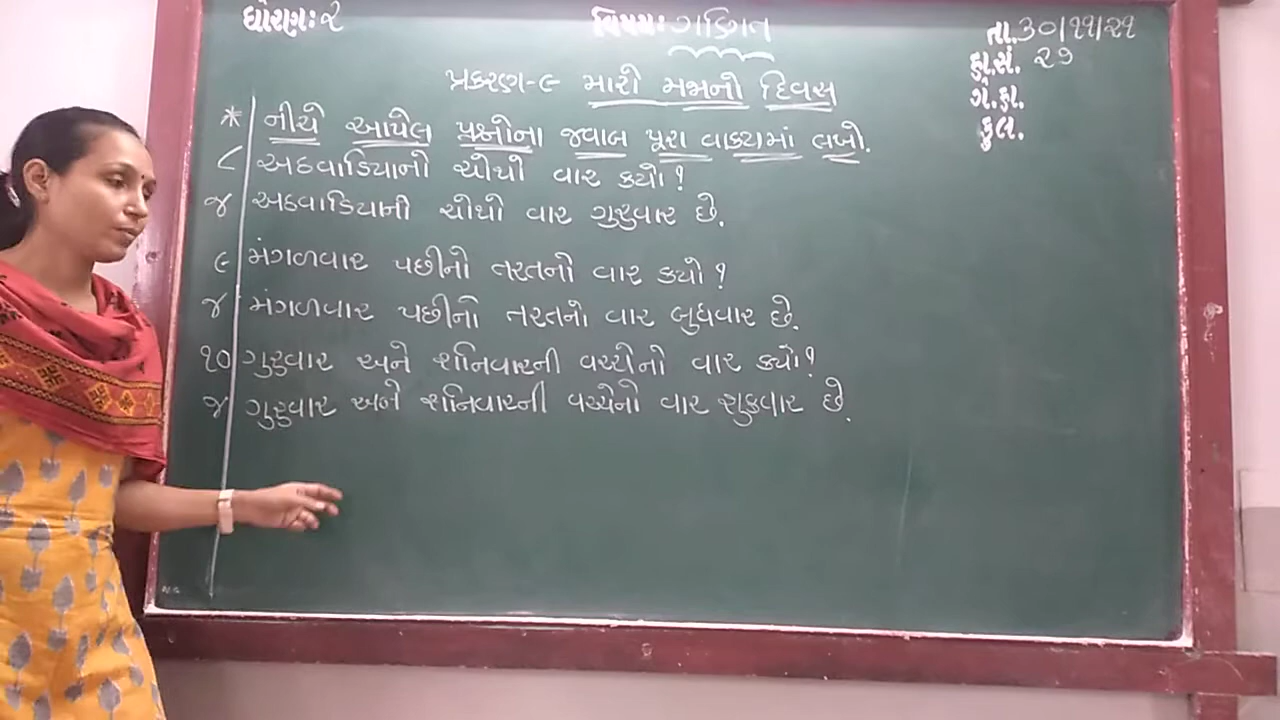 ધોરણ: ૨
વિષય: ગણિત
તા. ૩૦/૧૧/૨૧
ક્રા.સં. ૨૭
ગે.હા.
કુલ.
પ્રકરણ-૯ મારો મજાનો દિવસ
* નીચે આપેલ પ્રશ્નોના જવાબ પૂરા વાક્યમાં લખો.
૮ અઠવાડિયાનો ચોથો વાર કયો?
જ અઠવાડિયાની ચોથો વાર ગુરુવાર છે.
૯ મંગળવાર પછીનો તરતનો વાર કયો?
જ મંગળવાર પછીનો તરતનો વાર બુધવાર છે.
૧૦ ગુરુવાર અને શનિવારની વચ્ચેનો વાર કયો?
જ ગુરુવાર અને શનિવારની વચ્ચેનો વાર શુક્રવાર છે.